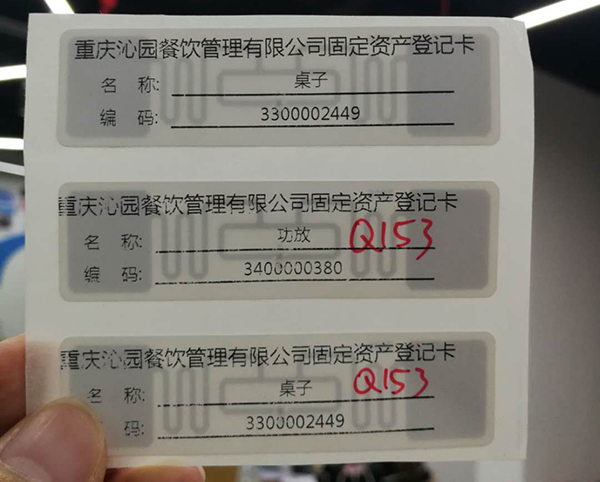 重庆沁园餐饮管理有限公司固定资产登记卡
名 称: 桌子
编 码: 3300002449
重庆沁园餐饮管理有限公司固定资产登记卡
名 称: 功放 Q153
编 码: 3400000380
重庆沁园餐饮管理有限公司固定资产登记卡
名 称: 桌子 Q153
码: 3300002449